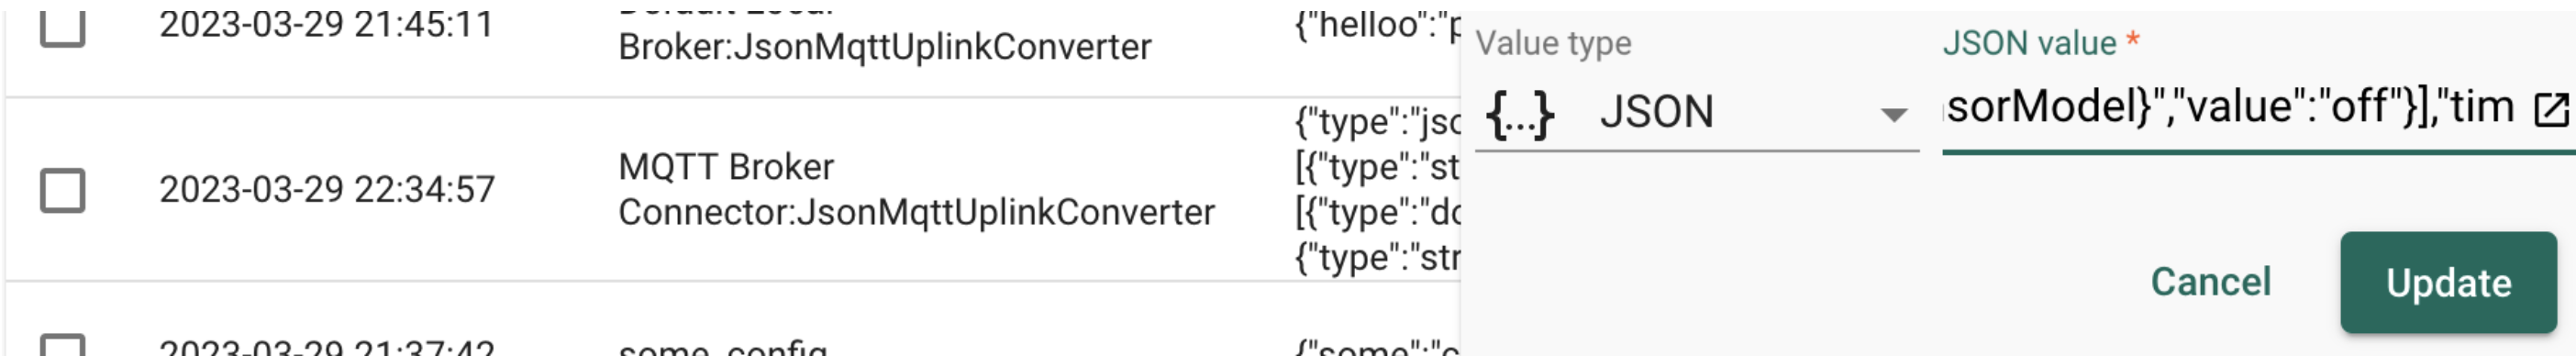 2023-03-29 21:45:11
Default Local
Broker:JsonMqttUplinkConverter
{"helloo":"p
2023-03-29 22:34:57
MQTT Broker
Connector:JsonMqttUplinkConverter
{"type":"jsc
[{"type":"st
[{"type":"dc
{"type":"str
2023-03-29 21:37:42
some_config
{"some":"c
Value type
{...} JSON
JSON value *
sorModel}","value":"off"}],"tim
Cancel
Update